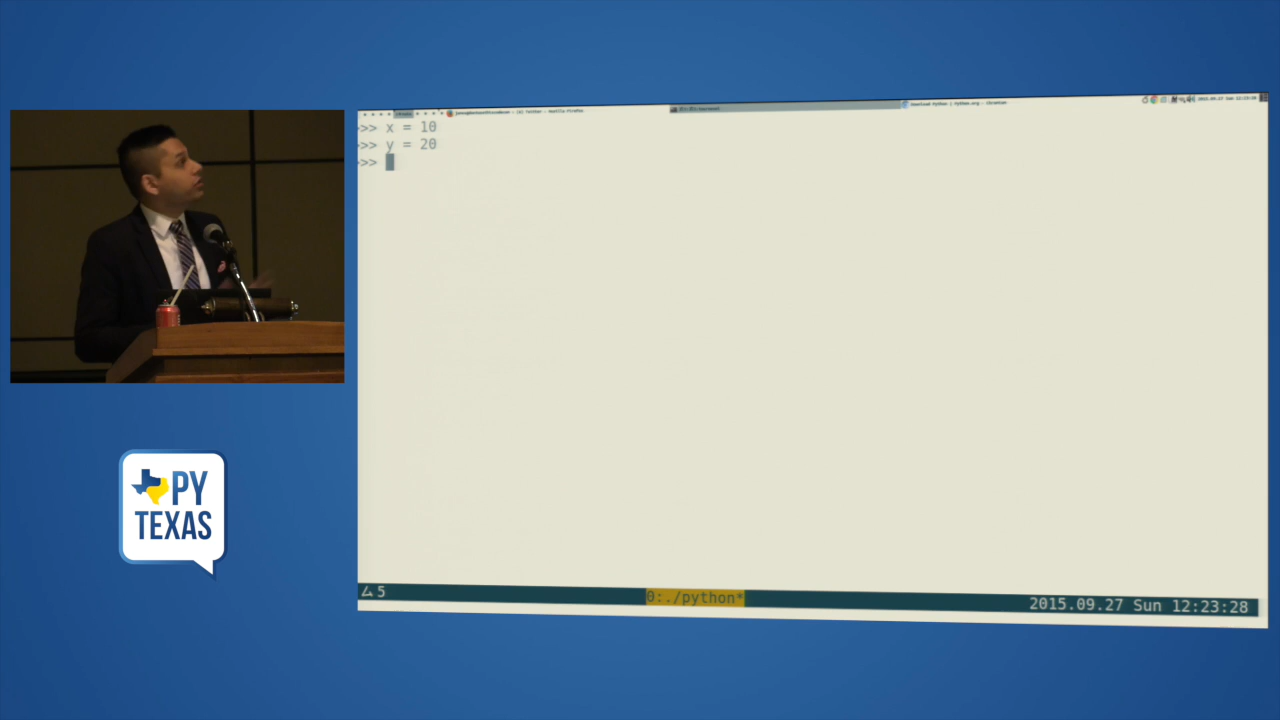 >>> x = 10
>>> y = 20
>>>
5
0:./python*
2015.09.27 Sun 12:23:28
PY
TEXAS